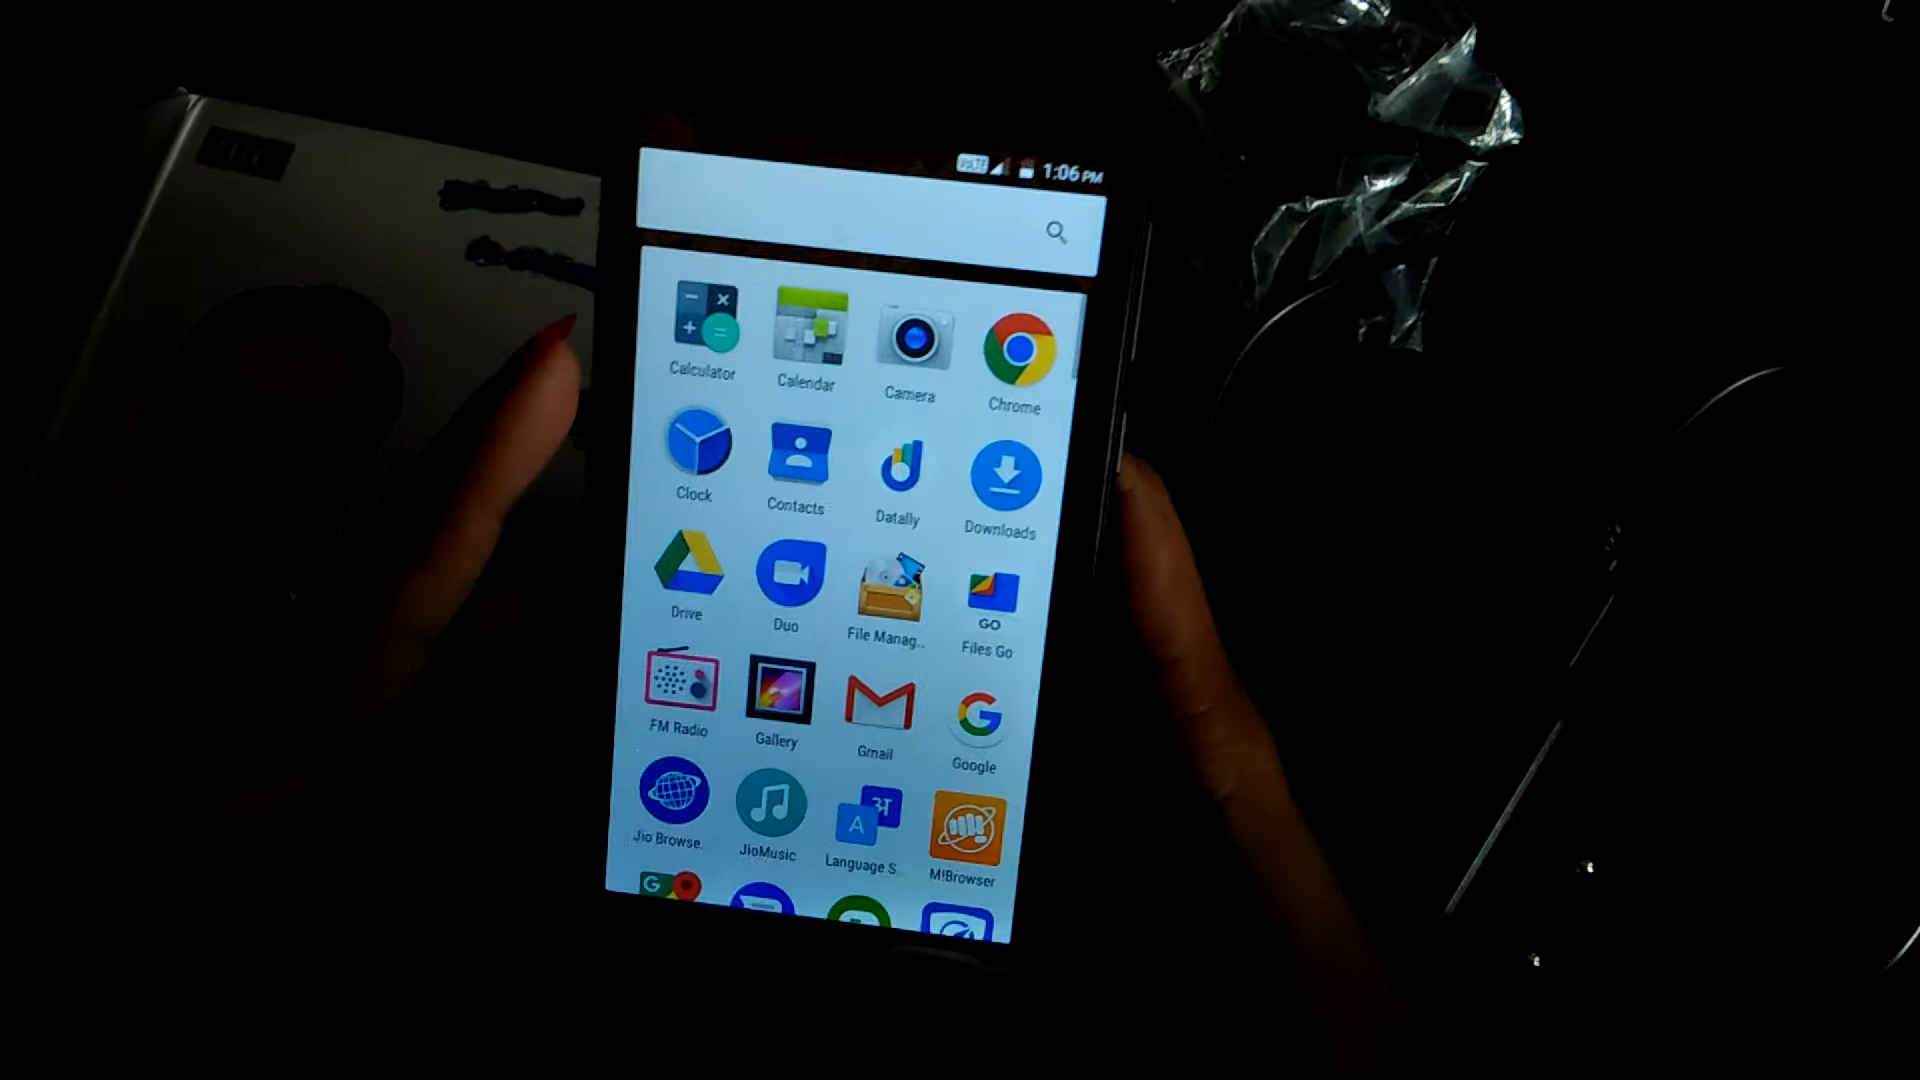 VoLTE 1:06 PM
Calculator Calendar Camera Chrome
Clock Contacts Datally Downloads
GO
Drive Duo File Manag.. Files Go
FM Radio Gallery Gmail Google
अ
A
Jio Browse. JioMusic Language S. M!Browser
G